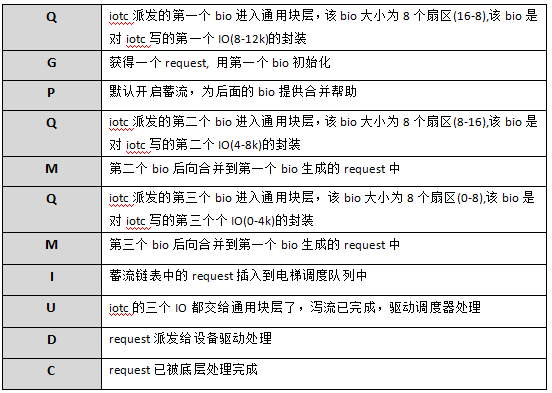 Q
iotc 派发的第一个 bio 进入通用块层，该 bio 大小为 8 个扇区(16-8),该 bio 是
对 iotc 写的第一个 IO(8-12k)的封装
G
获得一个 request, 用第一个 bio 初始化
P
默认开启蓄流，为后面的 bio 提供合并帮助
Q
iotc 派发的第二个 bio 进入通用块层，该 bio 大小为 8 个扇区(8-16),该 bio 是
对 iotc 写的第二个 IO(4-8k)的封装
M
第二个 bio 后向合并到第一个 bio 生成的 request 中
Q
iotc 派发的第三个 bio 进入通用块层，该 bio 大小为 8 个扇区(0-8),该 bio 是
对 iotc 写的第三个个 IO(0-4k)的封装
M
第三个 bio 后向合并到第一个 bio 生成的 request 中
I
蓄流链表中的 request 插入到电梯调度队列中
U
iotc 的三个 IO 都交给通用块层了，泻流已完成，驱动调度器处理
D
request 派发给设备驱动处理
C
request 已被底层处理完成